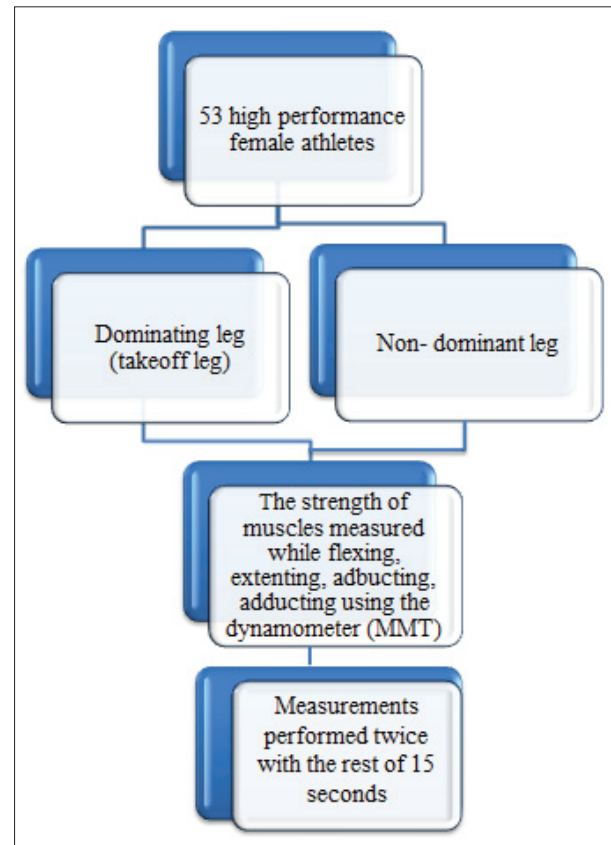 53 high performance
female athletes
Dominating leg
(takeoff leg)
Non- dominant leg
The strength of
muscles measured
while flexing,
extenting, adbucting,
adducting using the
dynamometer (MMT)
Measurements
performed twice
with the rest of 15
seconds